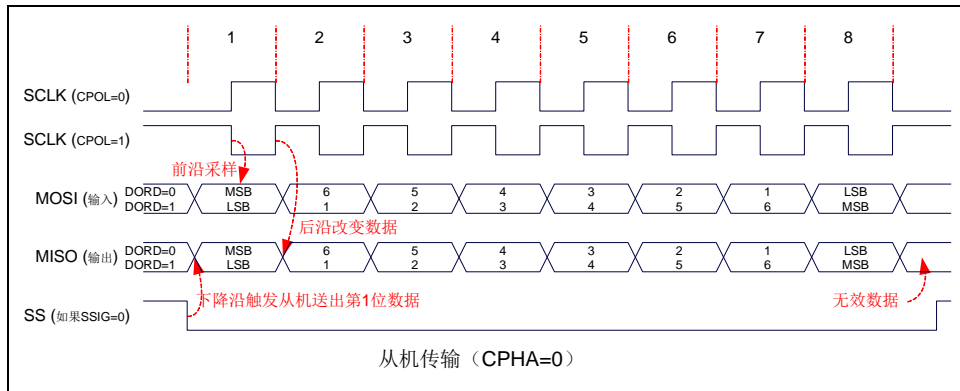 1 2 3 4 5 6 7 8
SCLK (CPOL=0)
SCLK (CPOL=1)
前沿采样
MOSI (输入) DORD=0 MSB 6 5 4 3 2 1 LSB
DORD=1 LSB 1 2 3 4 5 6 MSB
后沿改变数据
MISO (输出) DORD=0 MSB 6 5 4 3 2 1 LSB
DORD=1 LSB 1 2 3 4 5 6 MSB
下降沿触发从机送出第1位数据 无效数据
SS (如果SSIG=0)
从机传输（CPHA=0）